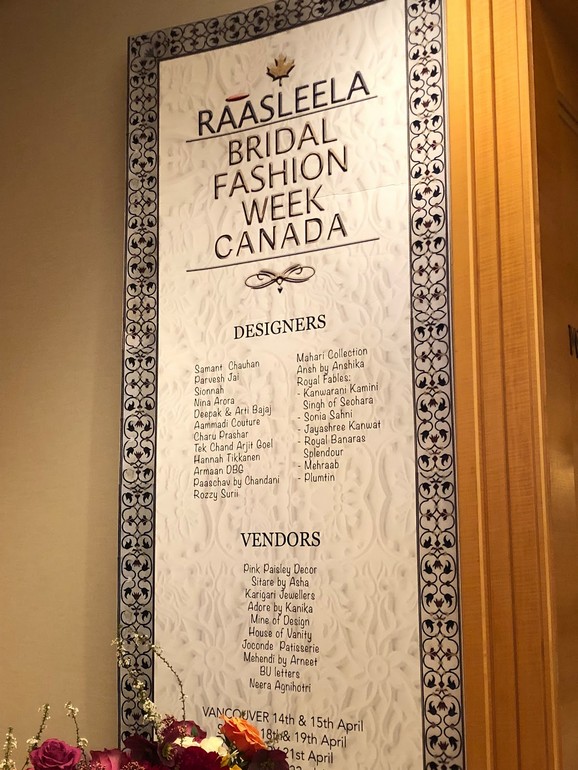 RAASLEELA
BRIDAL
FASHION
WEEK
CANADA
DESIGNERS
Samant Chauhan
Parvesh Jai
Sionnah
Nina Arora
Deepak & Arti Bajaj
Aammadi Couture
Charu Prashar
Tek Chand Arjit Goel
Hannah Tikkanen
Armaan DBG
Paaschav by Chandani
Rozzy Surii
Mahari Collection
Ansh by Anshika
Royal Fables:
- Kanwarani Kamini
Singh of Seohara
- Sonia Sahni
- Jayashree Kanwat
- Royal Banaras
Splendour
- Mehraab
- Plumtin
VENDORS
Pink Paisley Decor
Sitare by Asha
Karigari Jewellers
Adore by Kanika
Mine of Design
House of Vanity
Joconde Patisserie
Mehendi by Arneet
BU letters
Neera Agnihotri
VANCOUVER 14th & 15th April
18th & 19th April
21st April